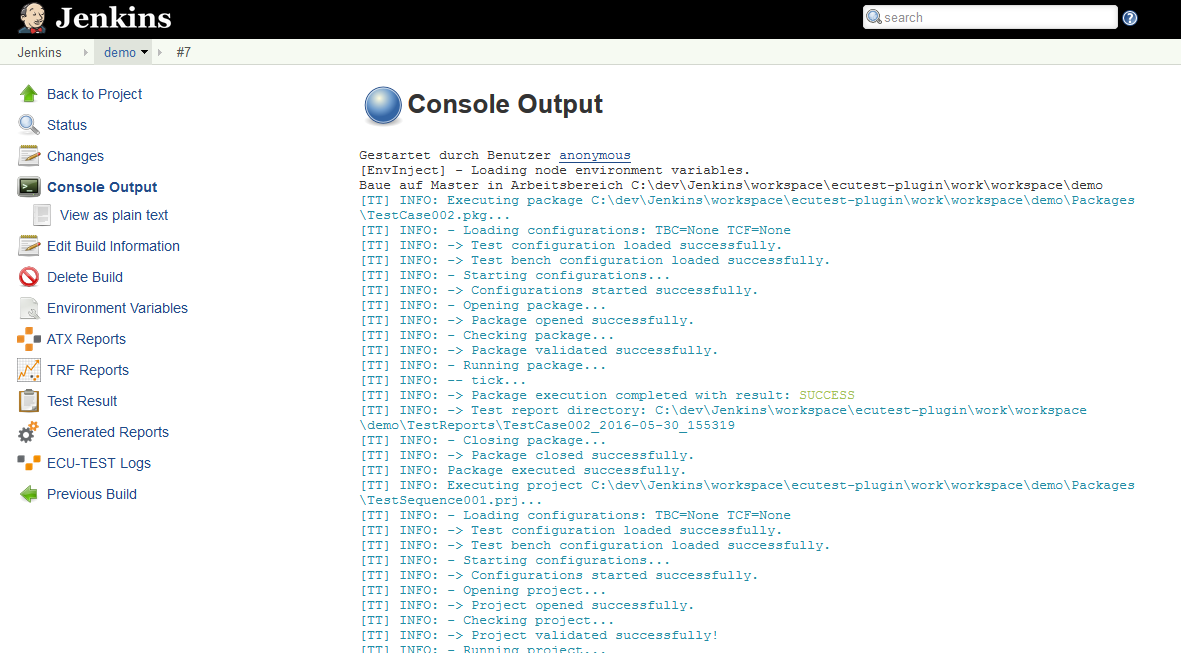 Jenkins
search
?
Jenkins
demo
#7
Back to Project
Status
Changes
Console Output
View as plain text
Edit Build Information
Delete Build
Environment Variables
ATX Reports
TRF Reports
Test Result
Generated Reports
ECU-TEST Logs
Previous Build
Console Output
Gestartet durch Benutzer anonymous
[EnvInject] - Loading node environment variables.
Baue auf Master in Arbeitsbereich C:\dev\Jenkins\workspace\ecutest-plugin\work\workspace\demo
[TT] INFO: Executing package C:\dev\Jenkins\workspace\ecutest-plugin\work\workspace\demo\Packages
\TestCase002.pkg...
[TT] INFO: - Loading configurations: TBC=None TCF=None
[TT] INFO: -> Test configuration loaded successfully.
[TT] INFO: -> Test bench configuration loaded successfully.
[TT] INFO: - Starting configurations...
[TT] INFO: -> Configurations started successfully.
[TT] INFO: - Opening package...
[TT] INFO: -> Package opened successfully.
[TT] INFO: - Checking package...
[TT] INFO: -> Package validated successfully.
[TT] INFO: - Running package...
[TT] INFO: -- tick...
[TT] INFO: -> Package execution completed with result: SUCCESS
[TT] INFO: -> Test report directory: C:\dev\Jenkins\workspace\ecutest-plugin\work\workspace
\demo\TestReports\TestCase002_2016-05-30_155319
[TT] INFO: - Closing package...
[TT] INFO: -> Package closed successfully.
[TT] INFO: Package executed successfully.
[TT] INFO: Executing project C:\dev\Jenkins\workspace\ecutest-plugin\work\workspace\demo\Packages
\TestSequence001.prj...
[TT] INFO: - Loading configurations: TBC=None TCF=None
[TT] INFO: -> Test configuration loaded successfully.
[TT] INFO: -> Test bench configuration loaded successfully.
[TT] INFO: - Starting configurations...
[TT] INFO: -> Configurations started successfully.
[TT] INFO: - Opening project...
[TT] INFO: -> Project opened successfully.
[TT] INFO: - Checking project...
[TT] INFO: -> Project validated successfully!
[TT] INFO: - Running project...